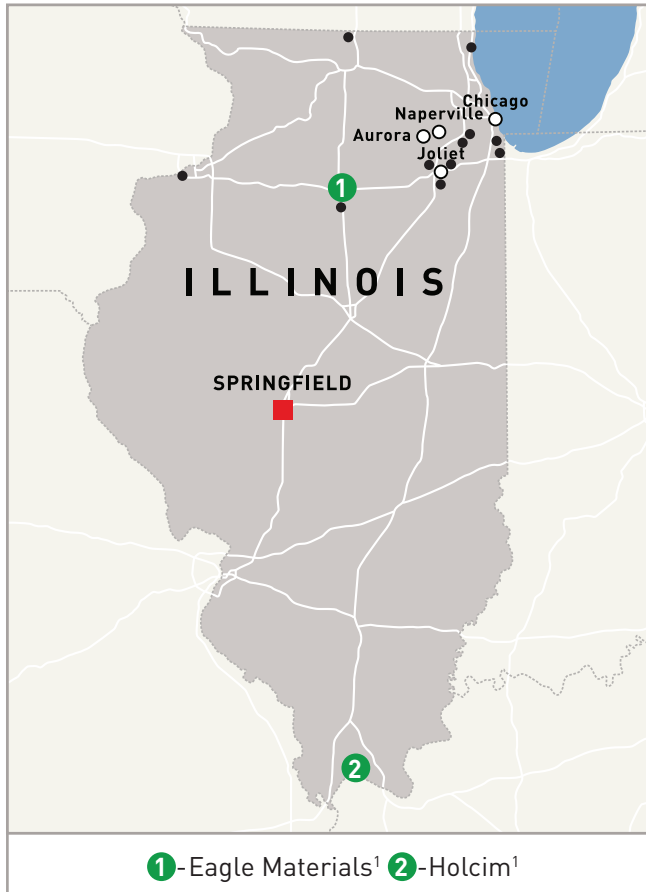 Chicago
Naperville
Aurora
Joliet
1
ILLINOIS
SPRINGFIELD
2
1-Eagle Materials¹ 2-Holcim¹